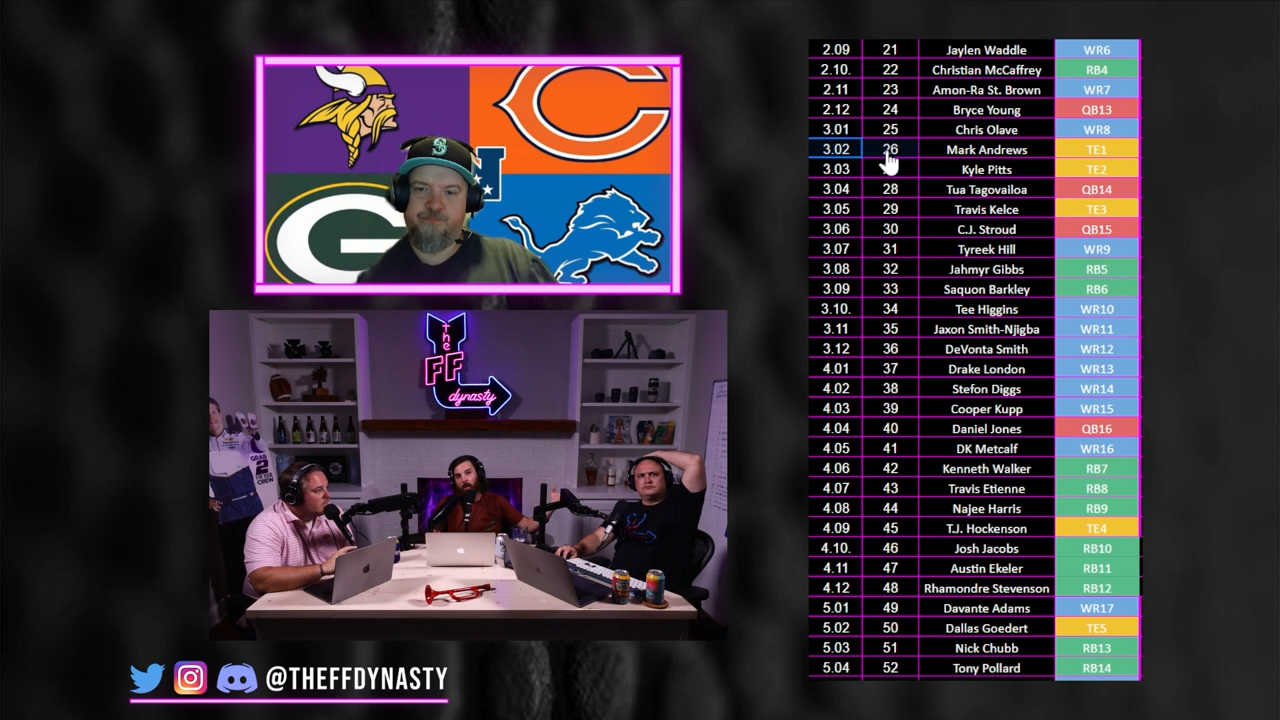 the
FF
dynasty
GRAB
2
FOR YOUR
CREW
@THEFFDYNASTY
2.09 21 Jaylen Waddle WR6
2.10. 22 Christian McCaffrey RB4
2.11 23 Amon-Ra St. Brown WR7
2.12 24 Bryce Young QB13
3.01 25 Chris Olave WR8
3.02 26 Mark Andrews TE1
3.03 Kyle Pitts TE2
3.04 28 Tua Tagovailoa QB14
3.05 29 Travis Kelce TE3
3.06 30 C.J. Stroud QB15
3.07 31 Tyreek Hill WR9
3.08 32 Jahmyr Gibbs RB5
3.09 33 Saquon Barkley RB6
3.10. 34 Tee Higgins WR10
3.11 35 Jaxon Smith-Njigba WR11
3.12 36 DeVonta Smith WR12
4.01 37 Drake London WR13
4.02 38 Stefon Diggs WR14
4.03 39 Cooper Kupp WR15
4.04 40 Daniel Jones QB16
4.05 41 DK Metcalf WR16
4.06 42 Kenneth Walker RB7
4.07 43 Travis Etienne RB8
4.08 44 Najee Harris RB9
4.09 45 T.J. Hockenson TE4
4.10. 46 Josh Jacobs RB10
4.11 47 Austin Ekeler RB11
4.12 48 Rhamondre Stevenson RB12
5.01 49 Davante Adams WR17
5.02 50 Dallas Goedert TE5
5.03 51 Nick Chubb RB13
5.04 52 Tony Pollard RB14